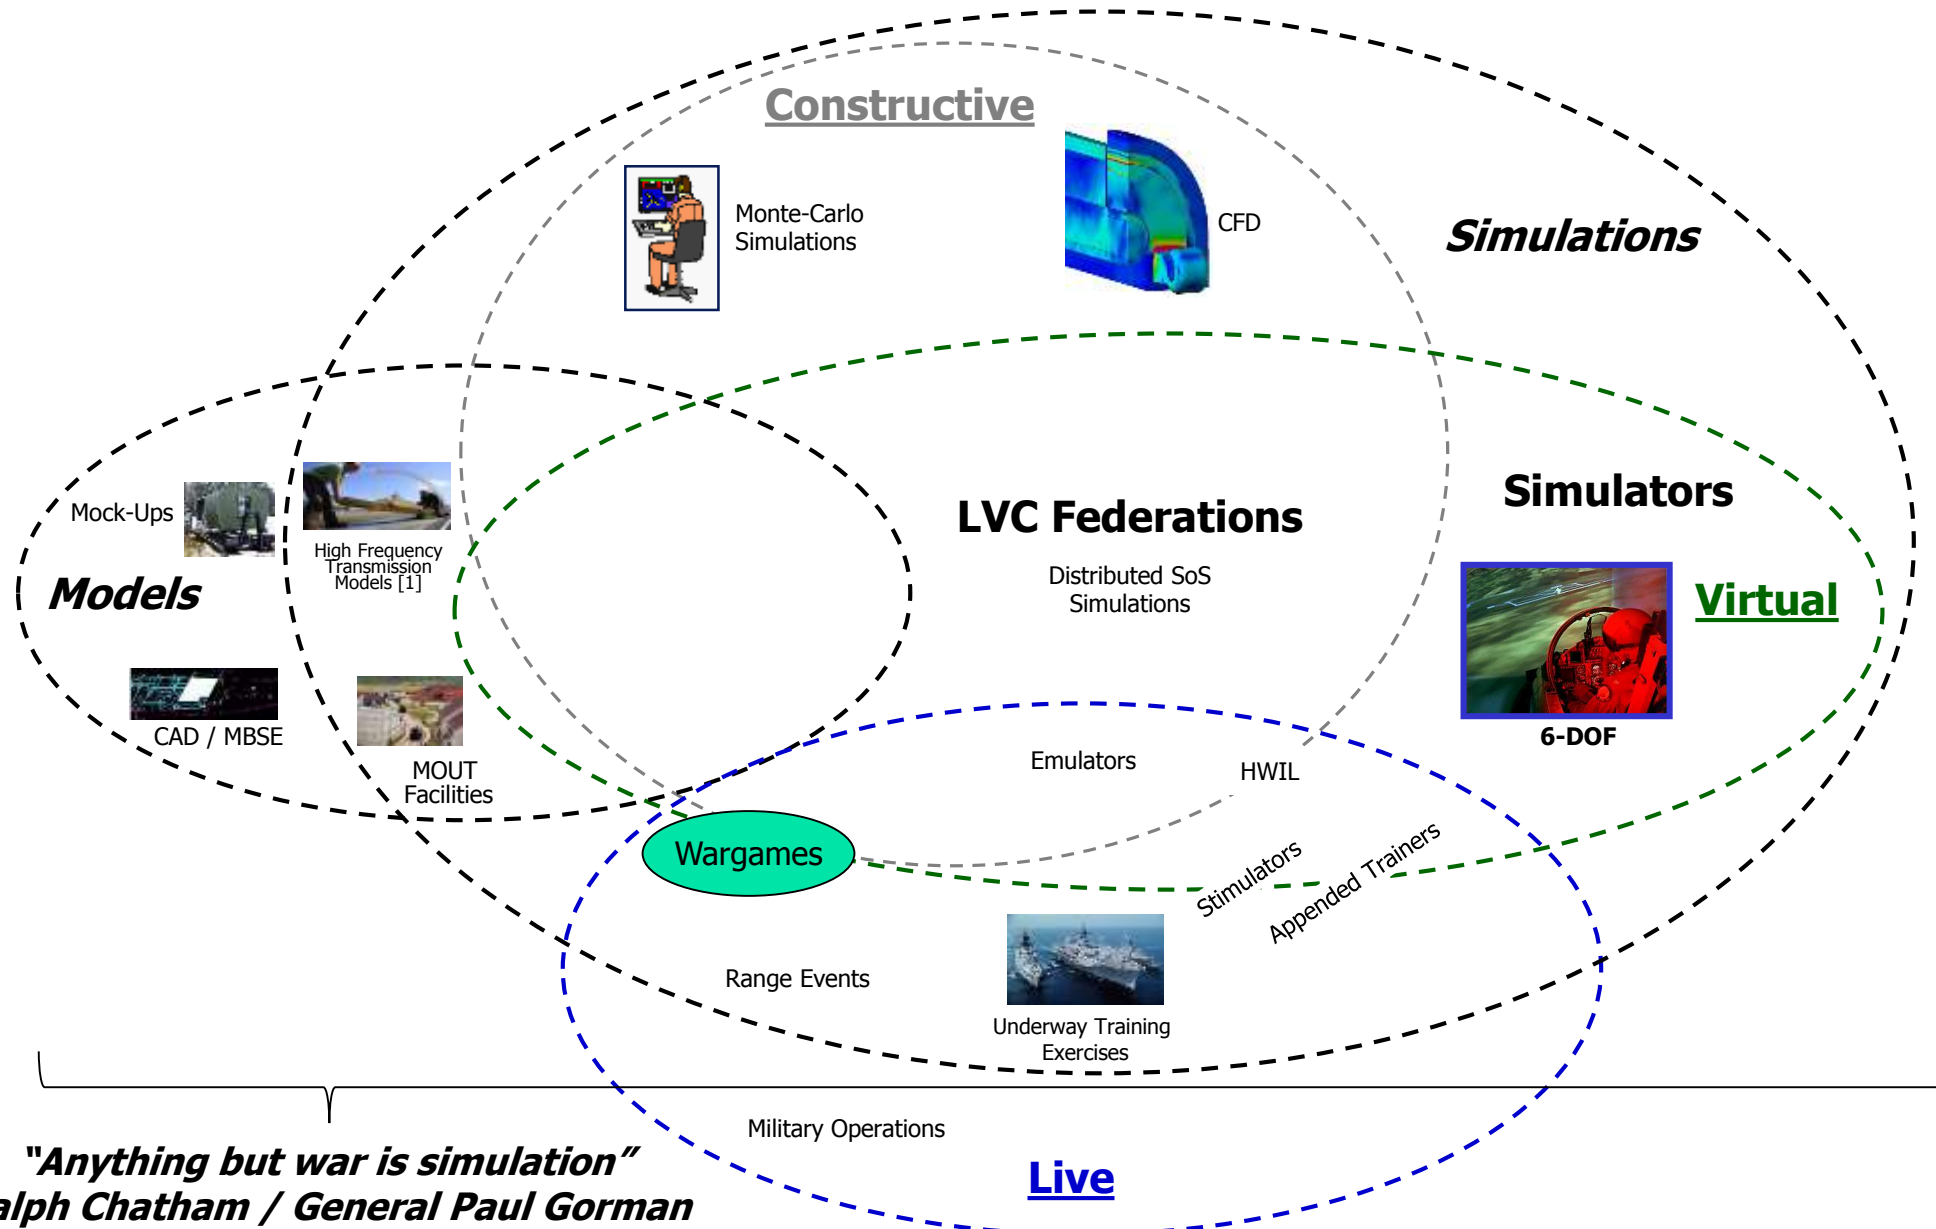 Constructive
Monte-Carlo
Simulations
CFD
Simulations
Mock-Ups
High Frequency
Transmission
Models [1]
Models
CAD / MBSE
MOUT
Facilities
LVC Federations
Distributed SoS
Simulations
Simulators
Virtual
6-DOF
Emulators
HWIL
Wargames
Stimulators
Appended Trainers
Range Events
Underway Training
Exercises
Military Operations
Live
“Anything but war is simulation”
alph Chatham / General Paul Gorman